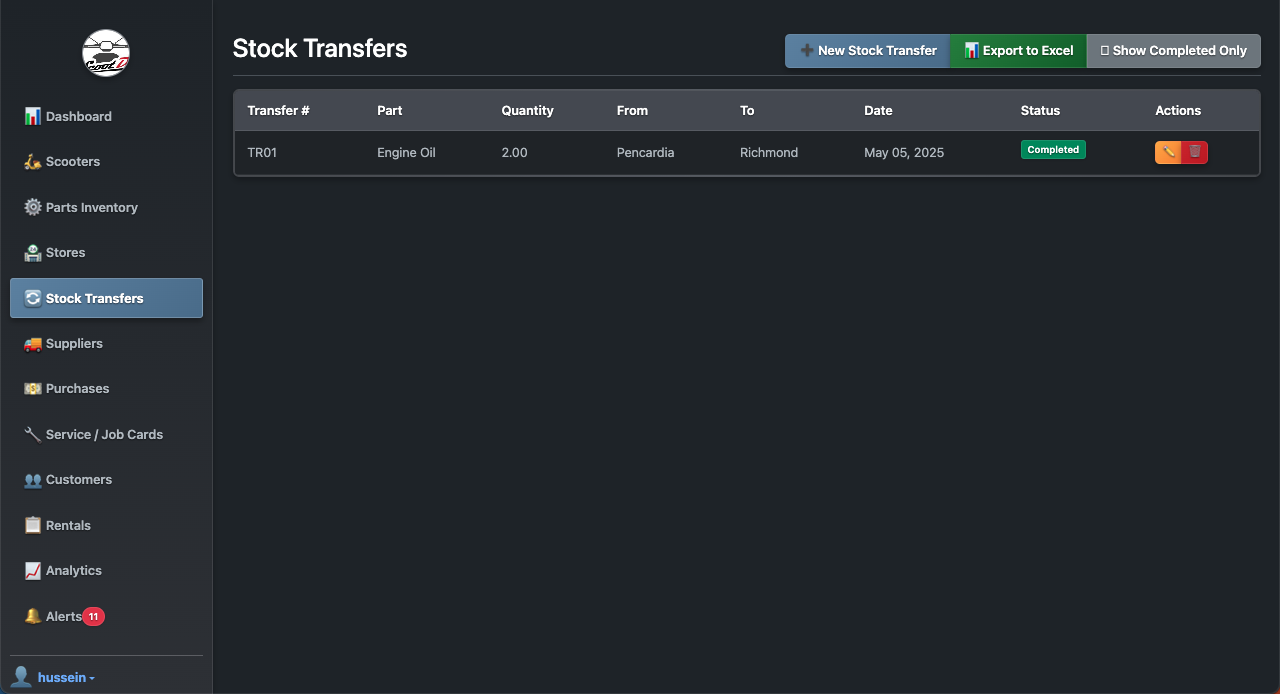 Scoot D
Dashboard
Scooters
Parts Inventory
Stores
Stock Transfers
Suppliers
Purchases
Service / Job Cards
Customers
Rentals
Analytics
Alerts 11
hussein
Stock Transfers
New Stock Transfer Export to Excel Show Completed Only
Transfer # Part Quantity From To Date Status Actions
TR01 Engine Oil 2.00 Pencardia Richmond May 05, 2025 Completed